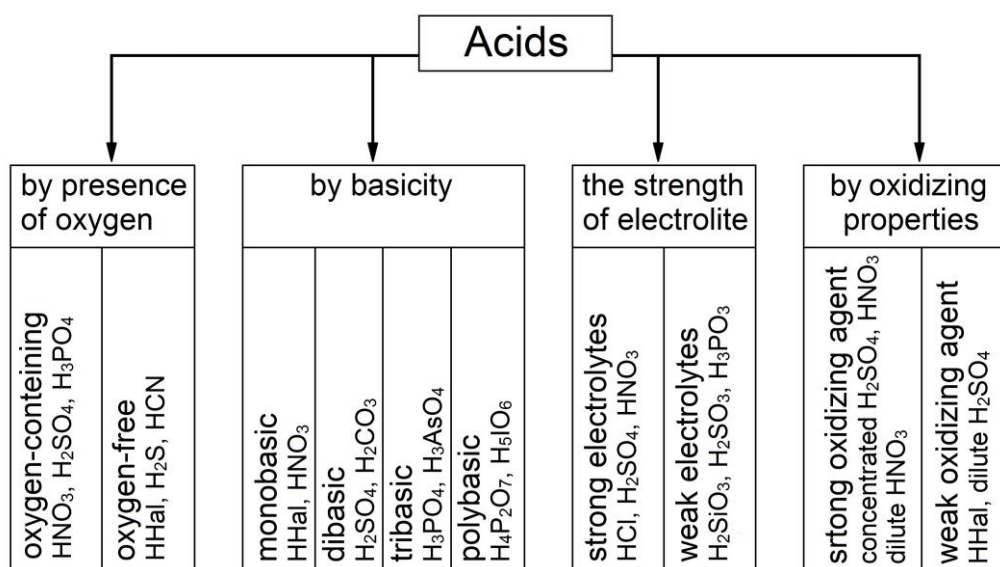 Acids
by presence
of oxygen
oxygen-conteining
HNO₃, H₂SO₄, H₃PO₄
oxygen-free
HHal, H₂S, HCN
by basicity
monobasic
HHal, HNO₃
dibasic
H₂SO₄, H₂CO₃
tribasic
H₃PO₄, H₃AsO₄
polybasic
H₄P₂O₇, H₅IO₆
the strength
of electrolite
strong electrolytes
HCl, H₂SO₄, HNO₃
weak electrolytes
H₂SiO₃, H₂SO₃, H₃PO₃
by oxidizing
properties
srtong oxidizing agent
concentrated H₂SO₄, HNO₃
dilute HNO₃
weak oxidizing agent
HHal, dilute H₂SO₄